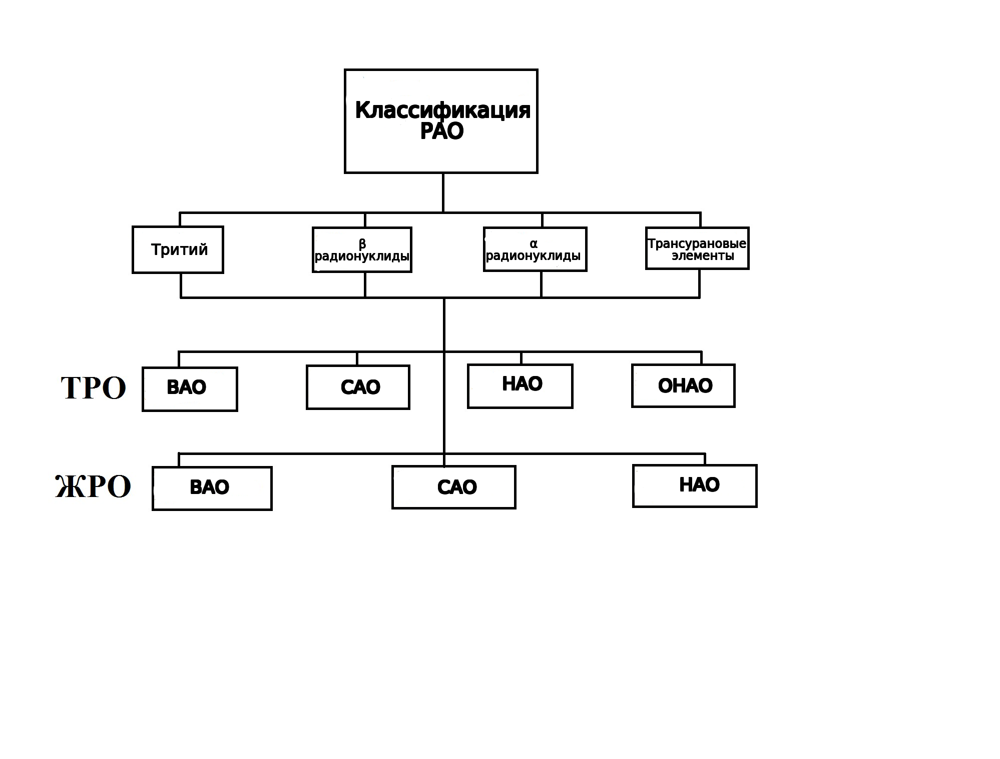 Классификация
РАО
Тритий
β
радионуклиды
α
радионуклиды
Трансурановые
элементы
ТРО
ВАО
САО
НАО
ОНАО
ЖРО
ВАО
САО
НАО